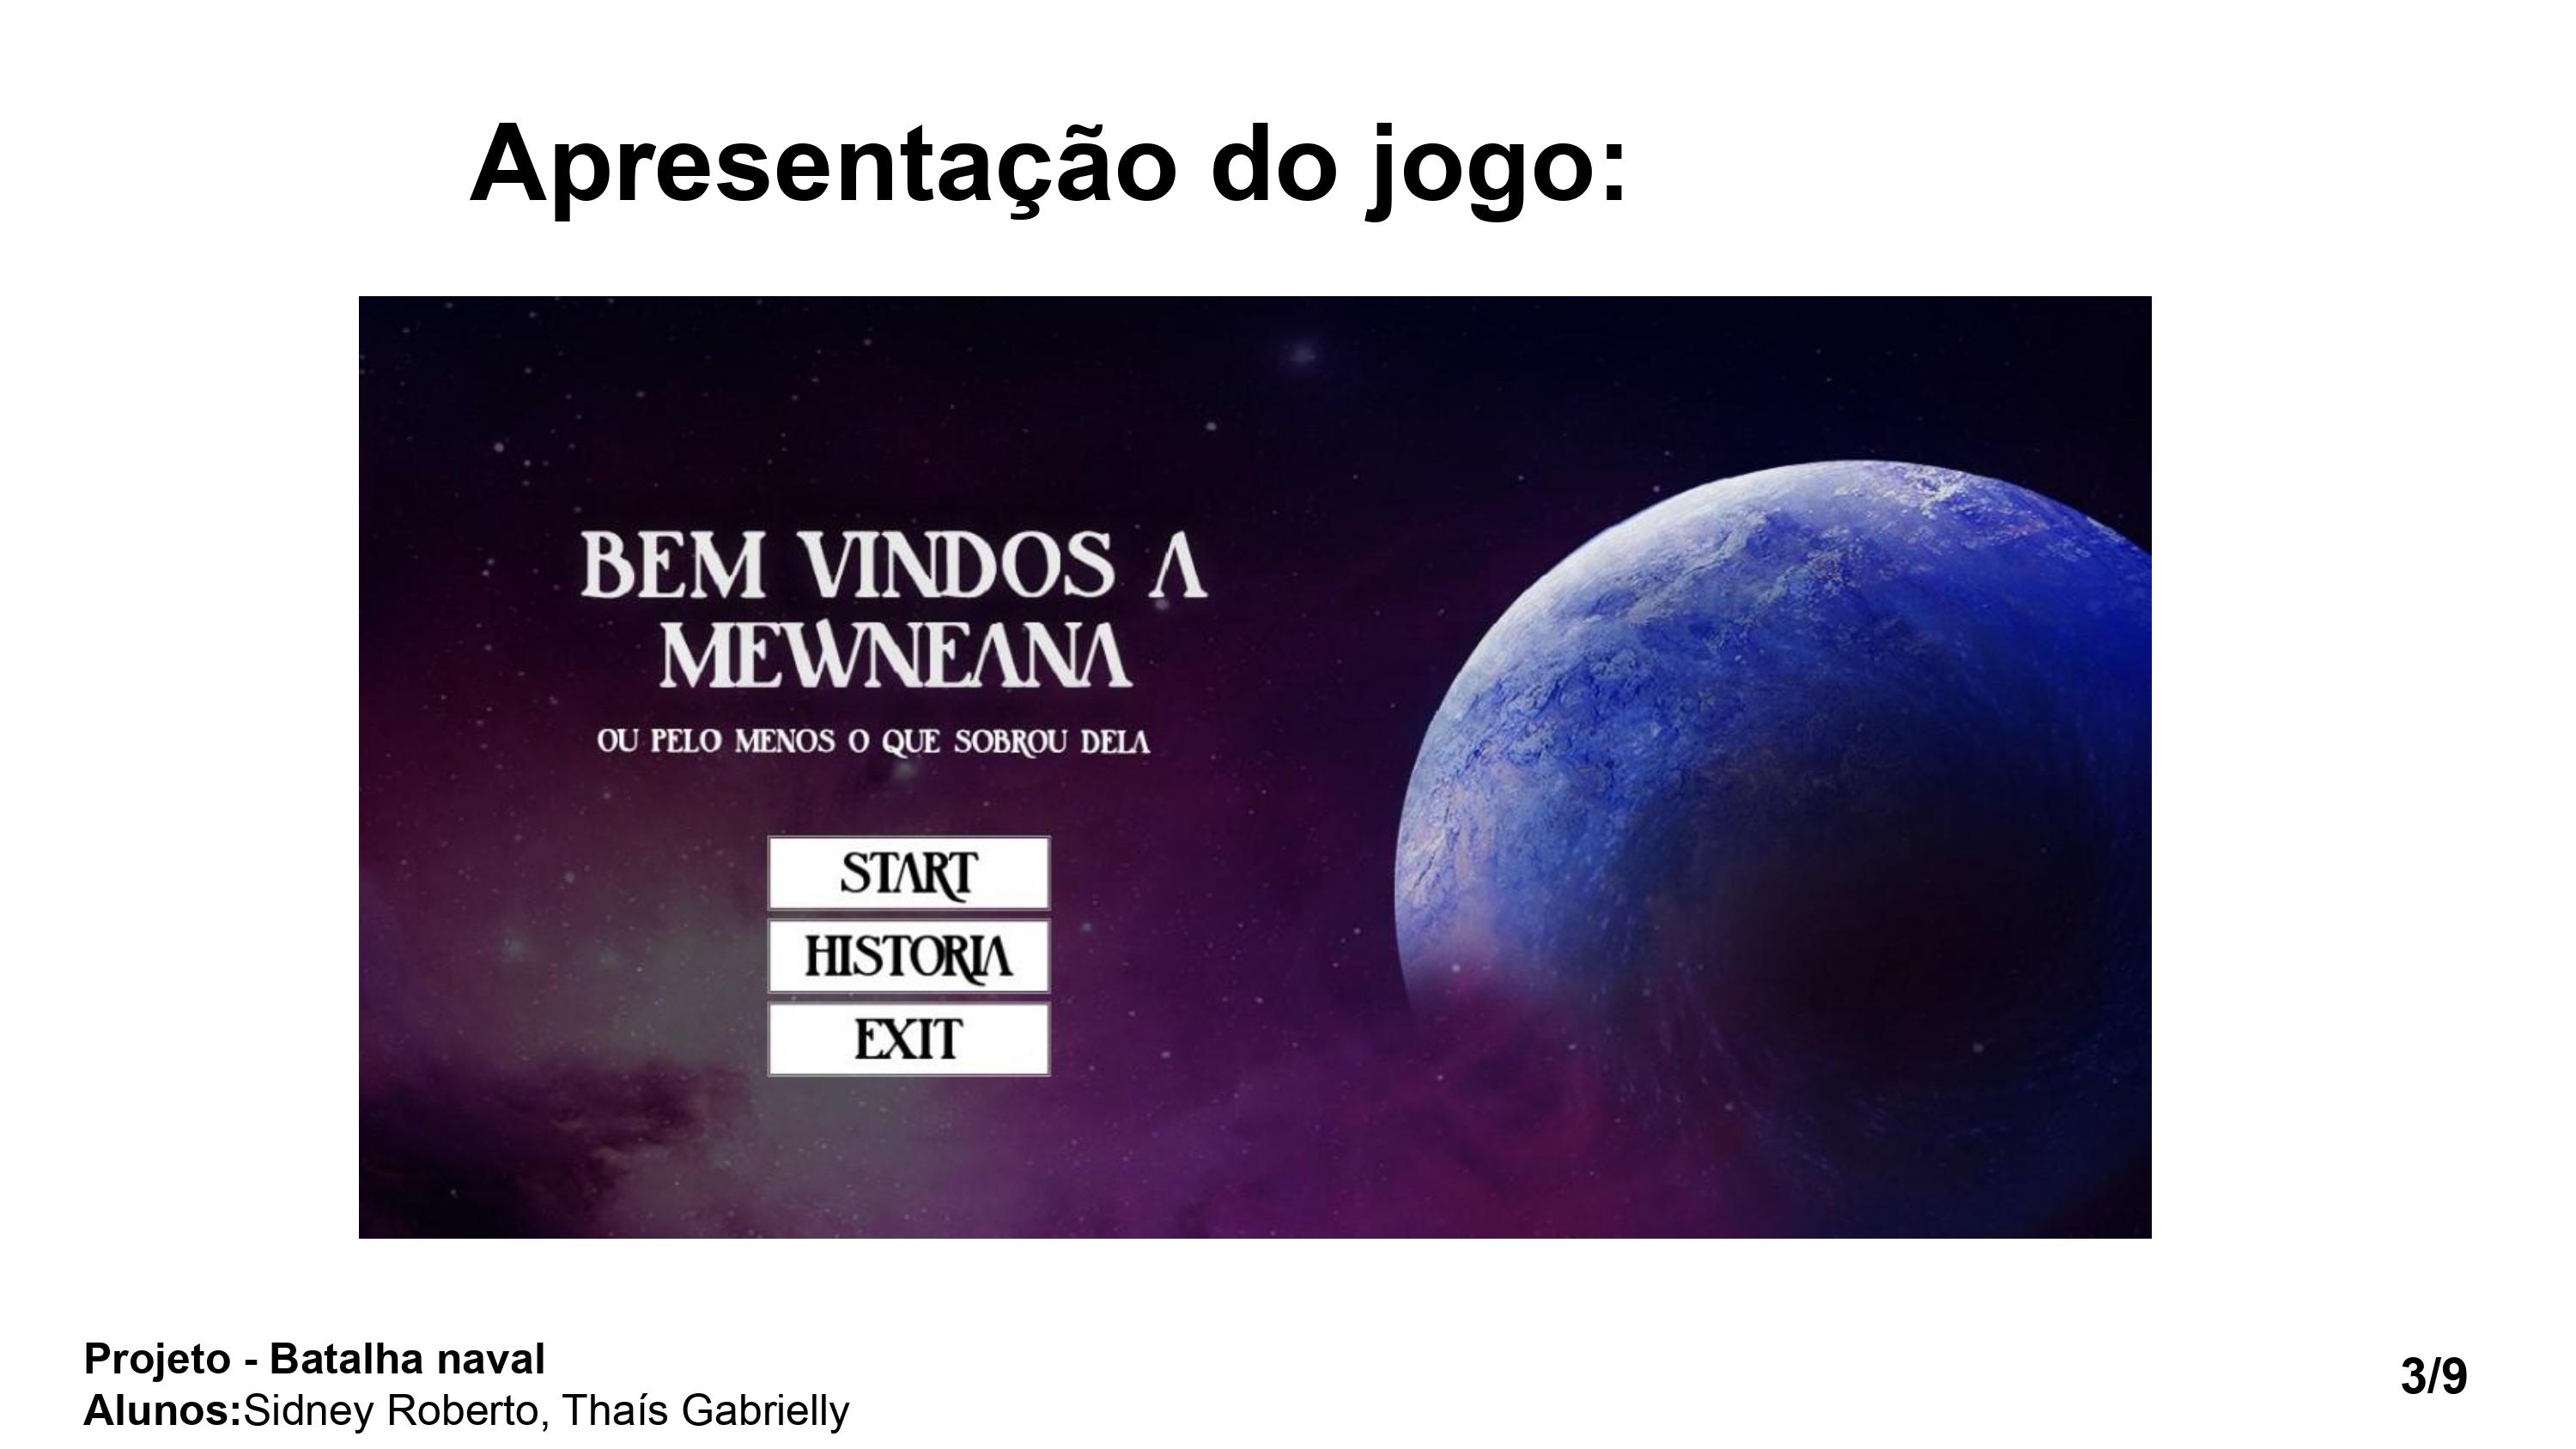 Apresentação do jogo:
BEM VINDOS A
MEWNEANA
OU PELO MENOS O QUE SOBROU DELA
START
HISTORIA
EXIT
Projeto - Batalha naval
Alunos:Sidney Roberto, Thaís Gabrielly
3/9